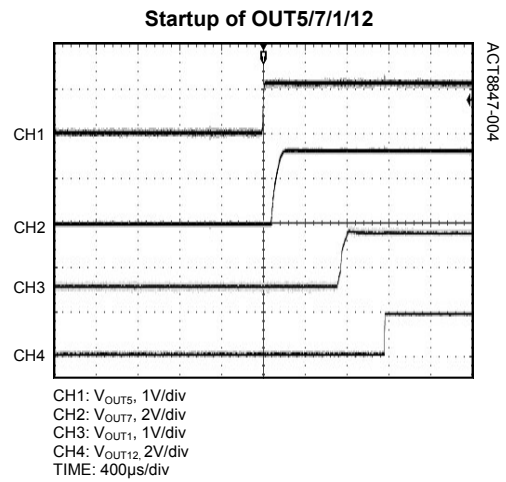 Startup of OUT5/7/1/12
ACT8847-004
CH1
CH2
CH3
CH4
CH1: VOUT5, 1V/div
CH2: VOUT7, 2V/div
CH3: VOUT1, 1V/div
CH4: VOUT12, 2V/div
TIME: 400µs/div